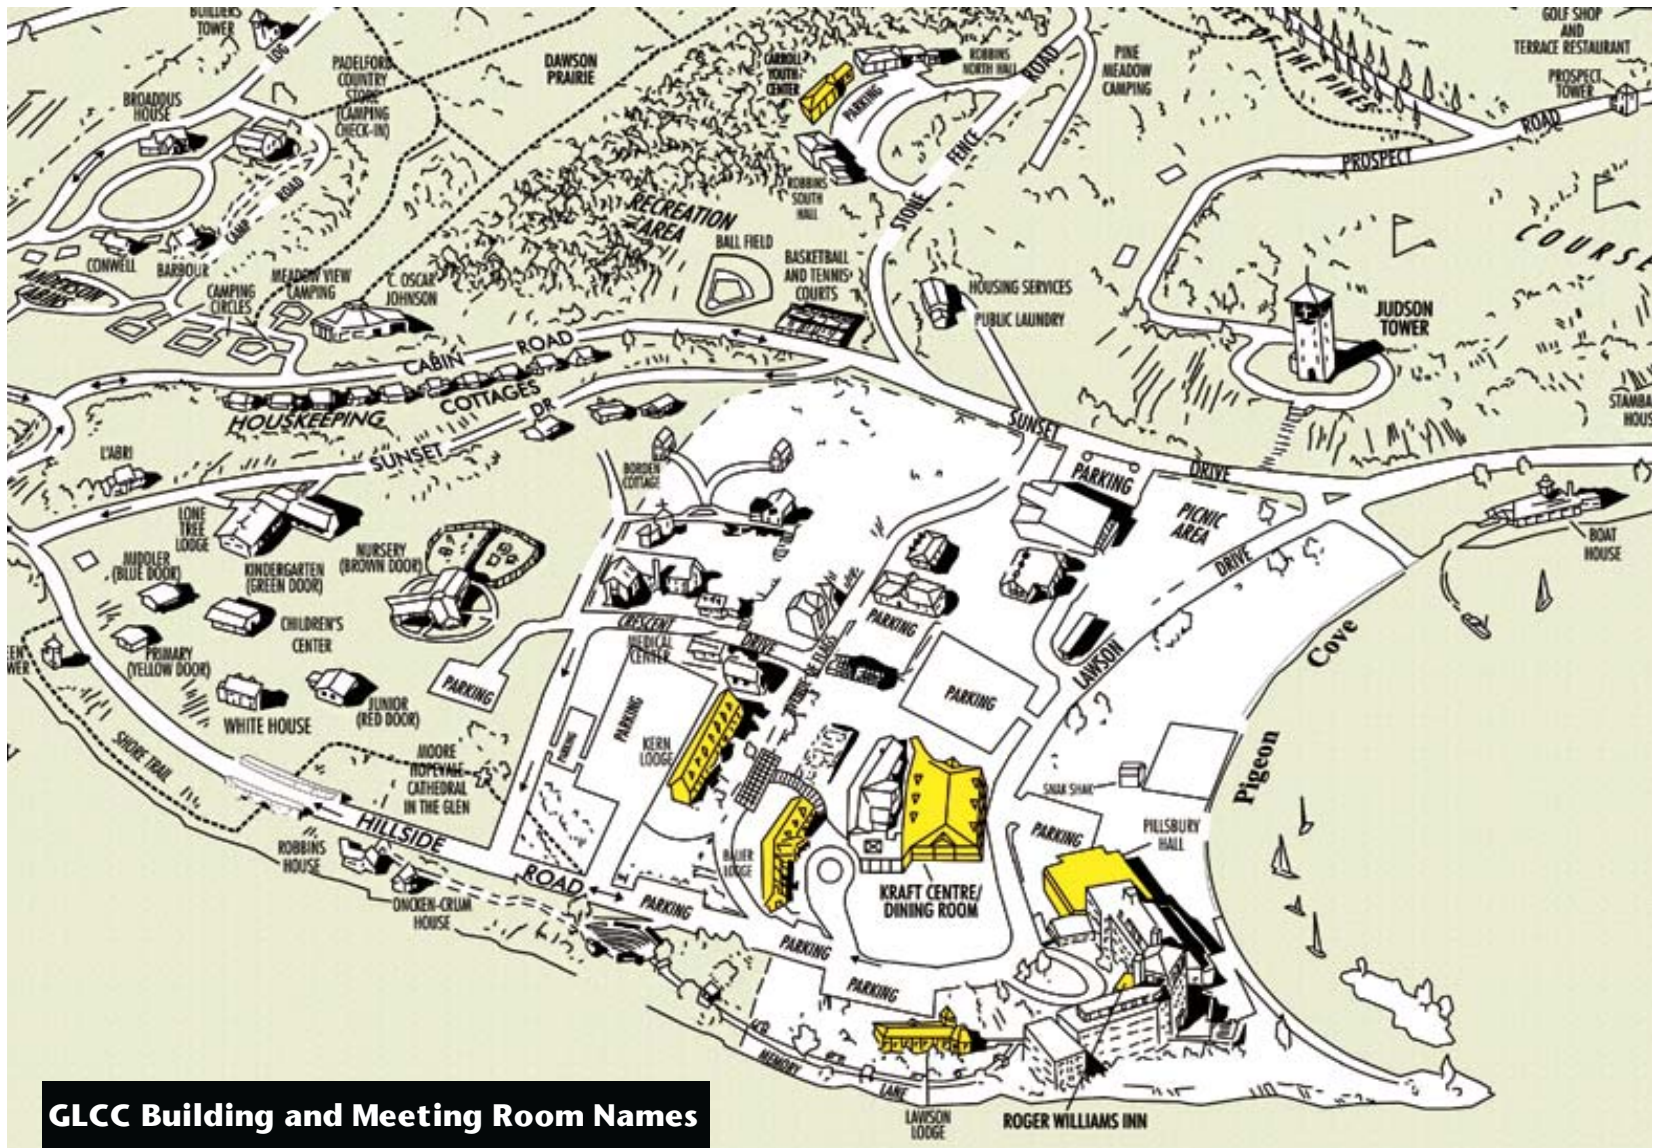 BUILDERS
TOWER
LOG
PADELFORD
COUNTRY
STORE
(CAMPING
CHECK-IN)
BROADDUS
HOUSE
DAWSON
PRAIRIE
CARROLL
YOUTH
CENTER
PARKING
ROBBINS
NORTH HALL
ROAD
PINE
MEADOW
CAMPING
OF THE PINES
GOLF SHOP
AND
TERRACE RESTAURANT
PROSPECT
TOWER
ROAD
PROSPECT
FENCE
STONE
ROBBINS
SOUTH
HALL
CAMP
ROAD
CONWELL
BARBOUR
ANDERSON
CABINS
CAMPING
CIRCLES
MEADOW VIEW
CAMPING
C. OSCAR
JOHNSON
RECREATION
AREA
BALL FIELD
BASKETBALL
AND TENNIS
COURTS
HOUSING SERVICES
PUBLIC LAUNDRY
COURSE
JUDSON
TOWER
CABIN
ROAD
HOUSKEEPING
COTTAGES
SUNSET
DR
SUNSET
DRIVE
STAMBA
HOUS
L'ABRI
LONE
TREE
LODGE
BORDEN
COTTAGE
PARKING
PICNIC
AREA
BOAT
HOUSE
MIDDLER
(BLUE DOOR)
KINDERGARTEN
(GREEN DOOR)
NURSERY
(BROWN DOOR)
CHILDREN'S
CENTER
PRIMARY
(YELLOW DOOR)
WHITE HOUSE
JUNIOR
(RED DOOR)
PARKING
CRESCENT
DRIVE
MEDICAL
CENTER
PARKING
LAWSON
DRIVE
PARKING
Pigeon
Cove
PARKING
PARKING
KERN
LODGE
SHORE TRAIL
MOORE
HOPEVALE
CATHEDRAL
IN THE GLEN
SNAK SHAK
PARKING
PILLSBURY
HALL
HILLSIDE
ROAD
ROBBINS
HOUSE
ONCKEN-CRUM
HOUSE
BAUER
LODGE
KRAFT CENTRE/
DINING ROOM
PARKING
PARKING
PARKING
MEMORY
LANE
LAWSON
LODGE
ROGER WILLIAMS INN
GLCC Building and Meeting Room Names